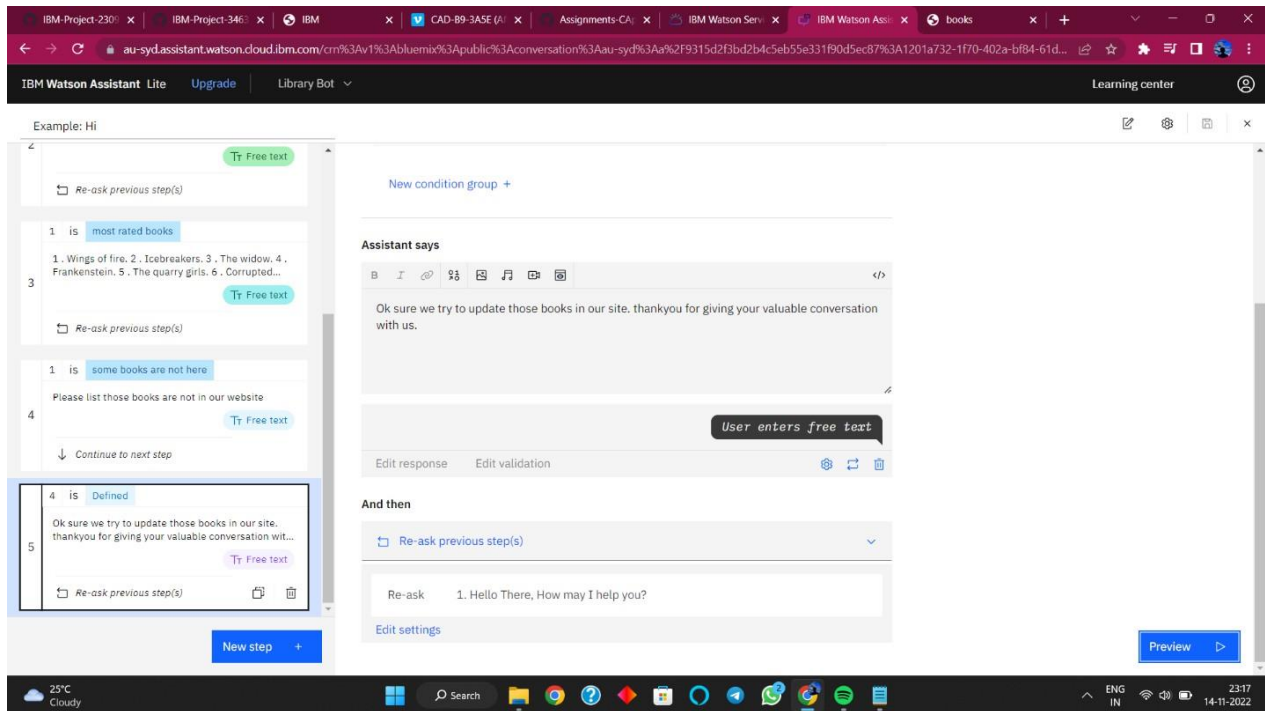 IBM-Project-2309
IBM-Project-3463
IBM
CAD-B9-3A5E (A
Assignments-CA
IBM Watson Serv
IBM Watson Assis
books
au-syd.assistant.watson.cloud.ibm.com/crn%3Av1%3Abluemix%3Apublic%3Aconversation%3Aau-syd%3Aa%2F9315d2f3bd2b4c5eb55e331f90d5ec87%3A1201a732-1f70-402a-bf84-61d...
IBM Watson Assistant Lite Upgrade Library Bot
Learning center
Example: Hi
2
Free text
Re-ask previous step(s)
1 is most rated books
1 . Wings of fire. 2 . Icebreakers. 3 . The widow. 4 .
Frankenstein. 5 . The quarry girls. 6 . Corrupted...
3
Free text
Re-ask previous step(s)
1 is some books are not here
Please list those books are not in our website
4
Free text
Continue to next step
4 is Defined
Ok sure we try to update those books in our site.
thankyou for giving your valuable conversation wit...
5
Free text
Re-ask previous step(s)
New step +
New condition group +
Assistant says
B I </>
Ok sure we try to update those books in our site. thankyou for giving your valuable conversation
with us.
User enters free text
Edit response Edit validation
And then
Re-ask previous step(s)
Re-ask 1. Hello There, How may I help you?
Edit settings
Preview
25°C
Cloudy
Search
2
ENG
IN
23:17
14-11-2022